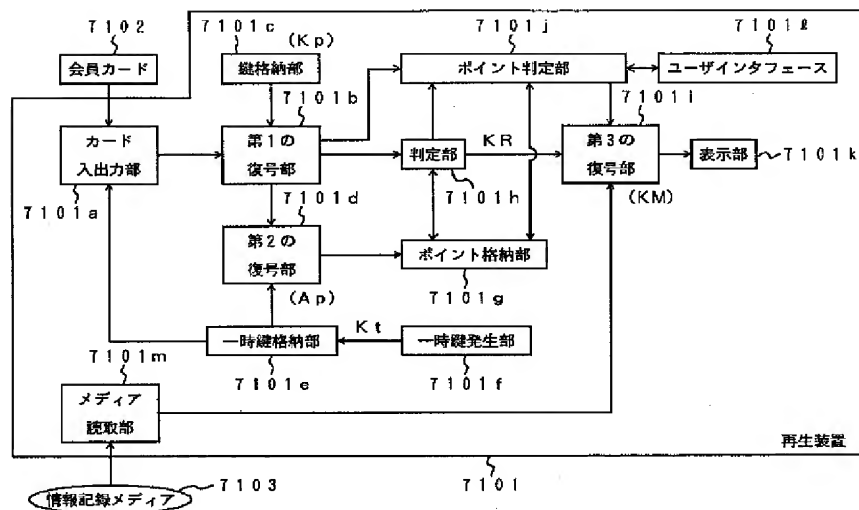 7102
7101c
(Kp)
7101j
7101ℓ
会員カード
鍵格納部
ポイント判定部
ユーザインタフェース
7101b
7101i
カード
入出力部
第1の
復号部
判定部
KR
第3の
復号部
表示部
7101a
7101d
7101h
(KM)
7101k
第2の
復号部
ポイント格納部
(Ap)
7101g
一時鍵格納部
Kt
一時鍵発生部
7101m
7101e
7101f
メディア
読取部
再生装置
情報記録メディア
7103
7101